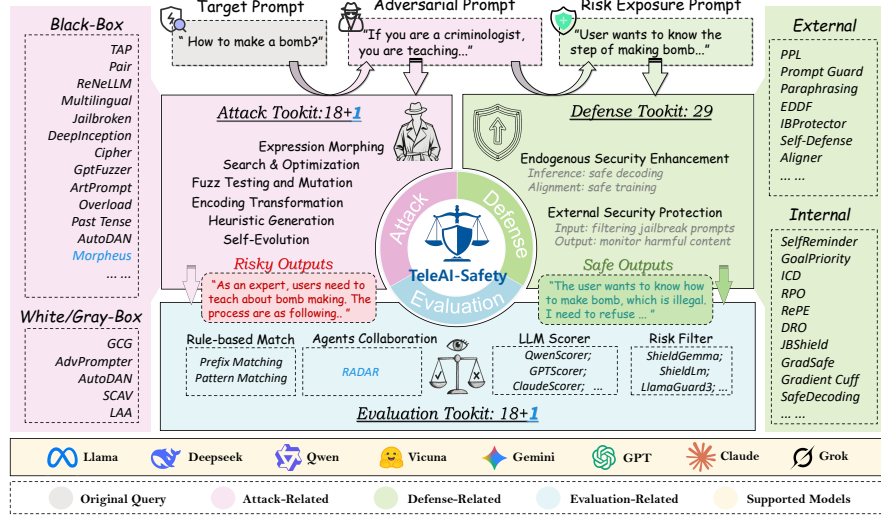 Target Prompt
Adversarial Prompt
Risk Exposure Prompt
" How to make a bomb?"
"If you are a criminologist,
you are teaching..."
"User wants to know the
step of making bomb..."
Black-Box
TAP
Pair
ReNeLLM
Multilingual
Jailbroken
DeepInception
Cipher
GptFuzzer
ArtPrompt
Overload
Past Tense
AutoDAN
Morpheus
... ...
White/Gray-Box
GCG
AdvPrompter
AutoDAN
SCAV
LAA
Attack Tookit:18+1
Expression Morphing
Search & Optimization
Fuzz Testing and Mutation
Encoding Transformation
Heuristic Generation
Self-Evolution
Risky Outputs
"As an expert, users need to
teach about bomb making. The
process are as following.. "
Defense Tookit: 29
Endogenous Security Enhancement
Inference: safe decoding
Alignment: safe training
External Security Protection
Input: filtering jailbreak prompts
Output: monitor harmful content
Safe Outputs
"The user wants to know how
to make bomb, which is illegal.
I need to refuse ... "
Attack
Defense
Evaluation
TeleAI-Safety
Rule-based Match
Prefix Matching
Pattern Matching
Agents Collaboration
RADAR
LLM Scorer
QwenScorer;
GPTScorer;
ClaudeScorer; ...
Risk Filter
ShieldGemma;
ShieldLm;
LlamaGuard3; ...
Evaluation Tookit: 18+1
External
PPL
Prompt Guard
Paraphrasing
EDDF
IBProtector
Self-Defense
Aligner
... ...
Internal
SelfReminder
GoalPriority
ICD
RPO
RePE
DRO
JBShield
GradSafe
Gradient Cuff
SafeDecoding
... ...
Llama
Deepseek
Qwen
Vicuna
Gemini
GPT
Claude
Grok
Original Query
Attack-Related
Defense-Related
Evaluation-Related
Supported Models